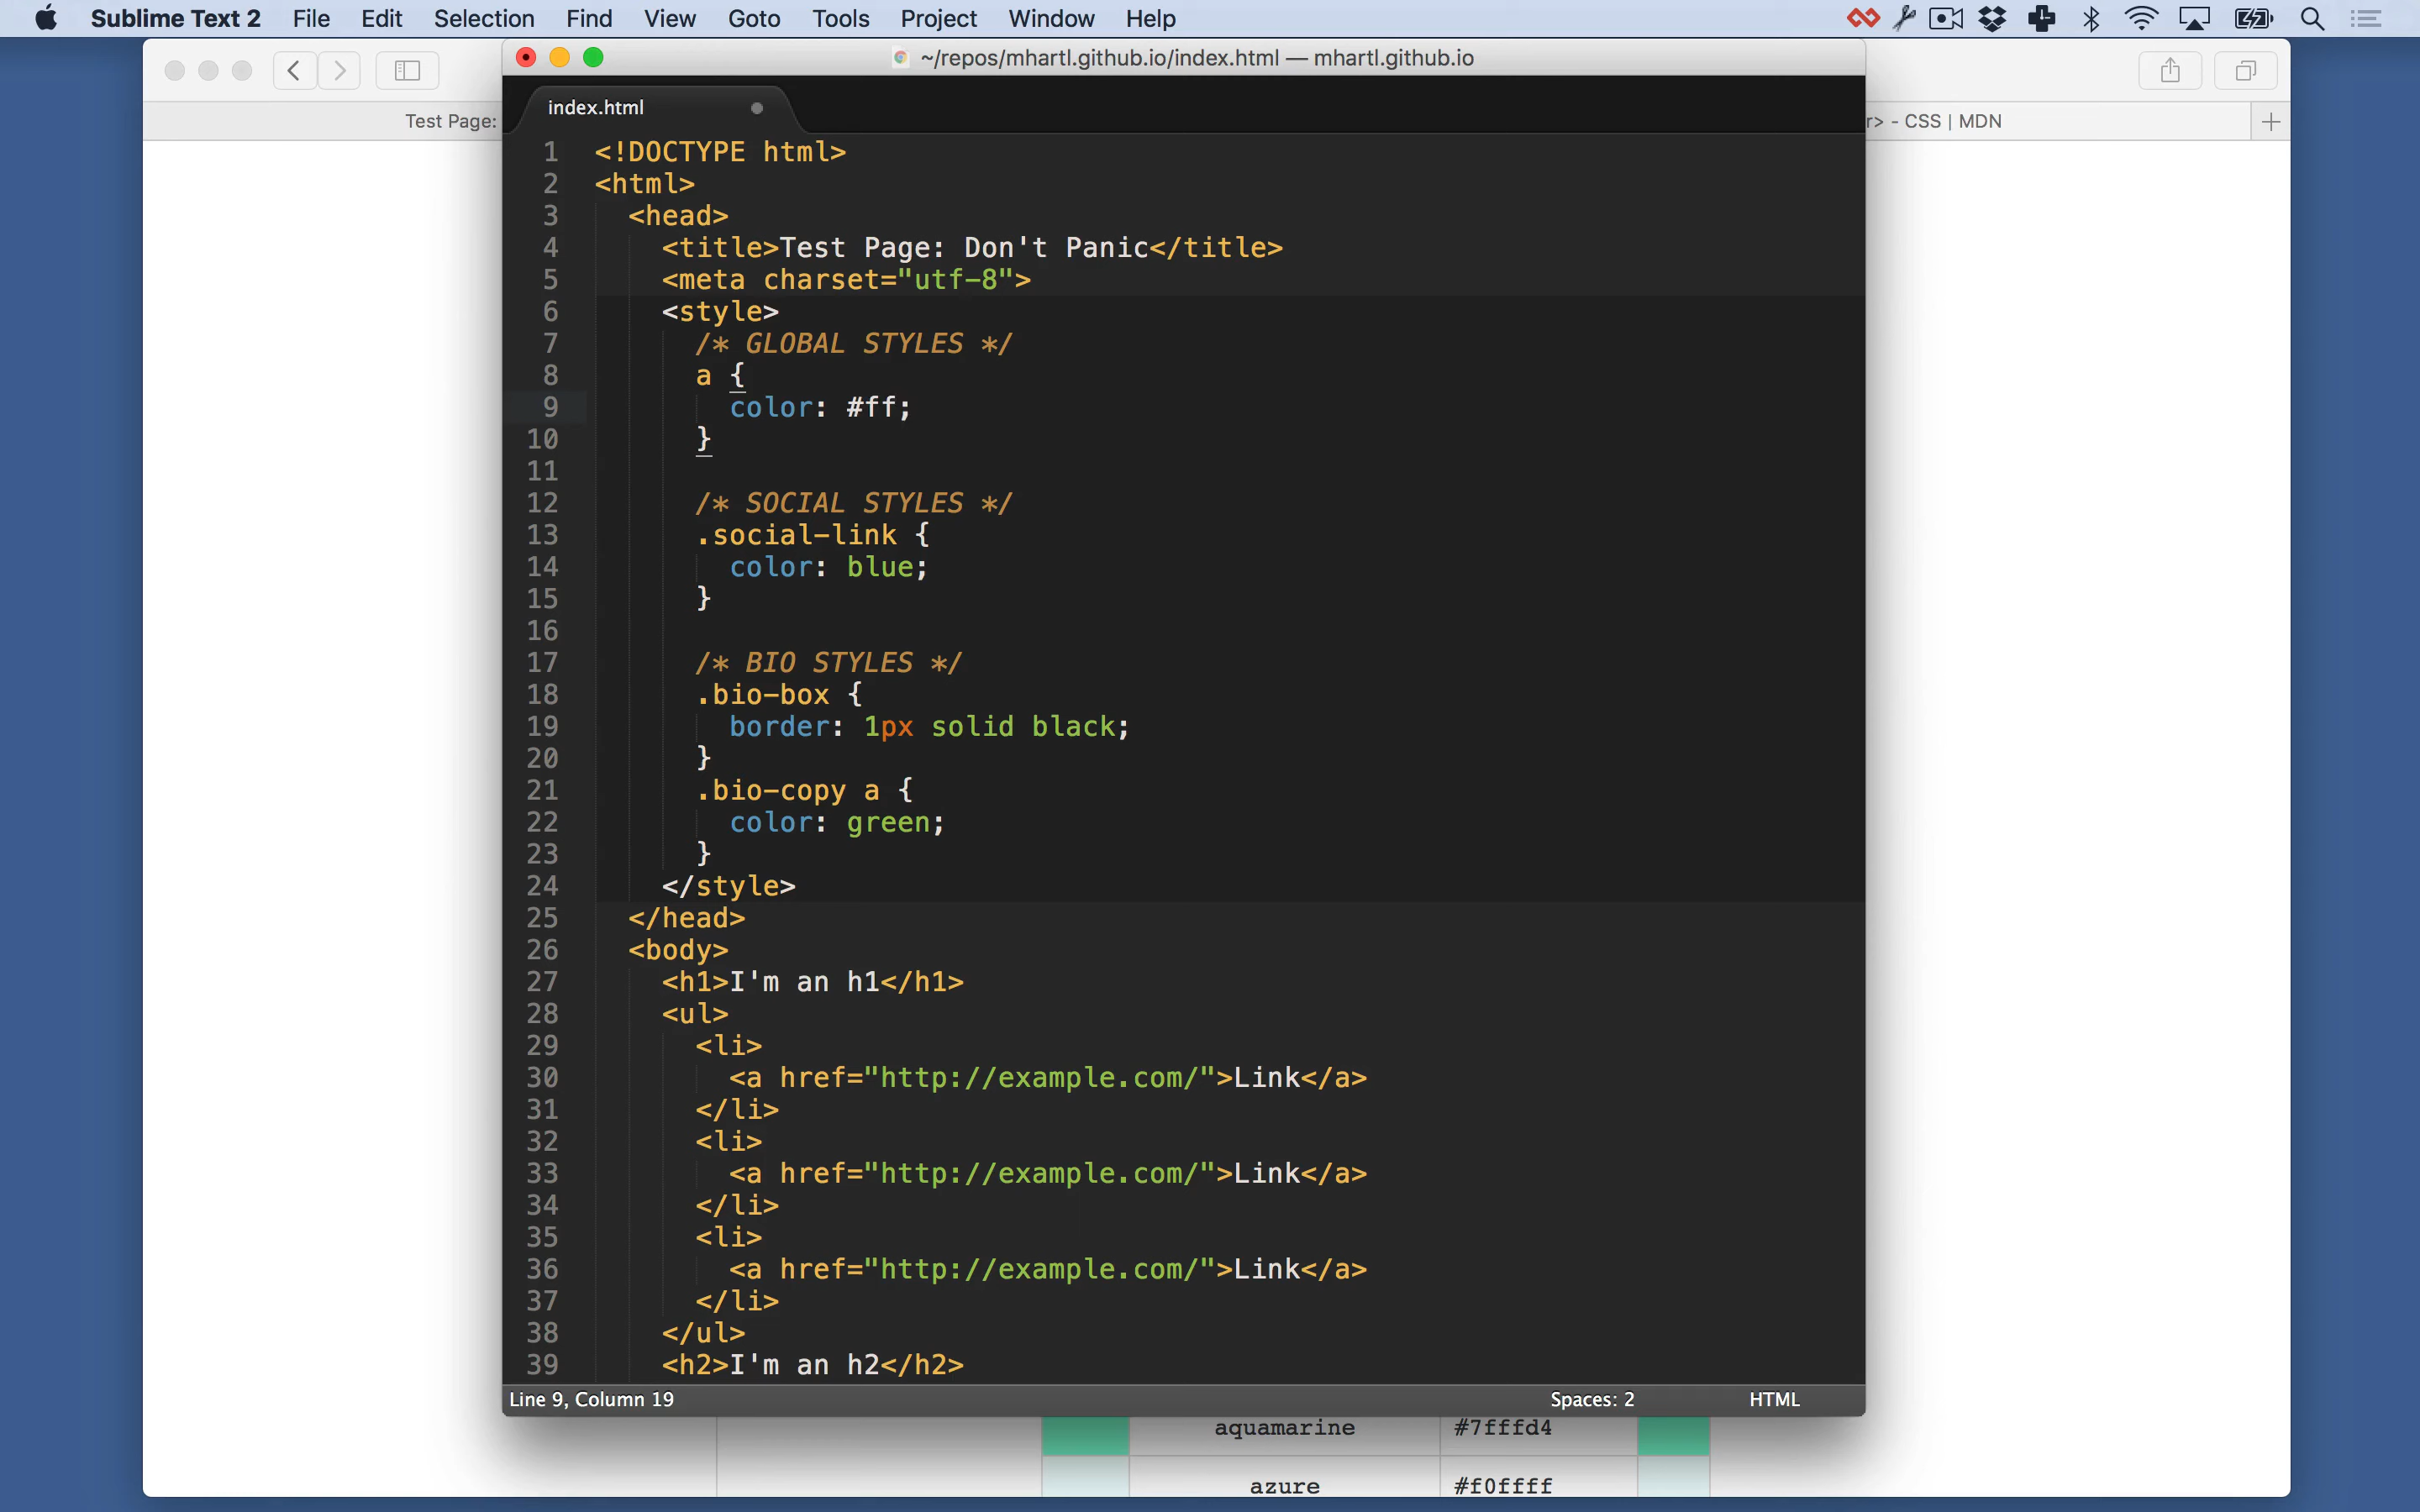 Sublime Text 2 File Edit Selection Find View Goto Tools Project Window Help
~/repos/mhartl.github.io/index.html — mhartl.github.io
index.html
Test Page:
r> - CSS | MDN
1 <!DOCTYPE html>
2 <html>
3 <head>
4 <title>Test Page: Don't Panic</title>
5 <meta charset="utf-8">
6 <style>
7 /* GLOBAL STYLES */
8 a {
9 color: #ff;
10 }
11
12 /* SOCIAL STYLES */
13 .social-link {
14 color: blue;
15 }
16
17 /* BIO STYLES */
18 .bio-box {
19 border: 1px solid black;
20 }
21 .bio-copy a {
22 color: green;
23 }
24 </style>
25 </head>
26 <body>
27 <h1>I'm an h1</h1>
28 <ul>
29 <li>
30 <a href="http://example.com/">Link</a>
31 </li>
32 <li>
33 <a href="http://example.com/">Link</a>
34 </li>
35 <li>
36 <a href="http://example.com/">Link</a>
37 </li>
38 </ul>
39 <h2>I'm an h2</h2>
Line 9, Column 19 Spaces: 2 HTML
aquamarine #7fffd4
azure #f0ffff